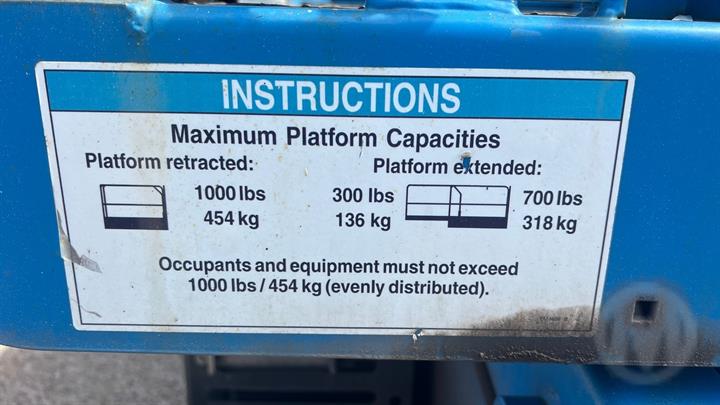 INSTRUCTIONS
Maximum Platform Capacities
Platform retracted:
1000 lbs
454 kg
Platform extended:
300 lbs
136 kg
700 lbs
318 kg
Occupants and equipment must not exceed
1000 lbs / 454 kg (evenly distributed).
M